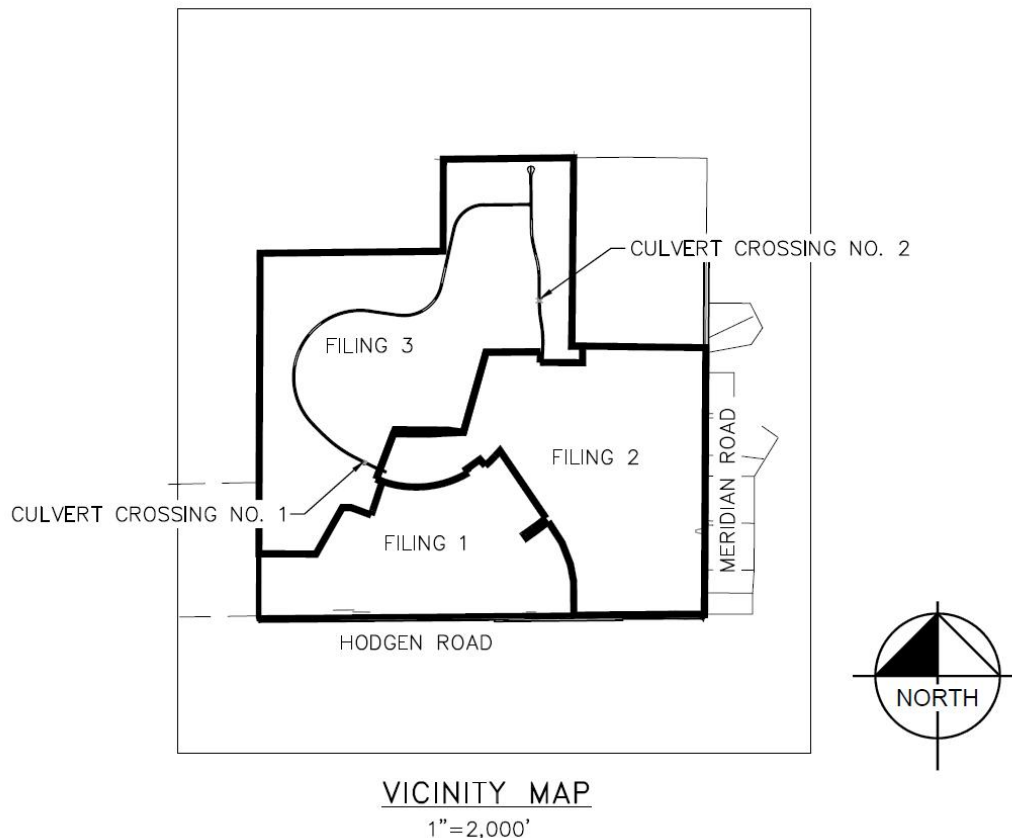 CULVERT CROSSING NO. 2
FILING 3
MERIDIAN ROAD
FILING 2
CULVERT CROSSING NO. 1
FILING 1
HODGEN ROAD
NORTH
VICINITY MAP
1"=2,000'